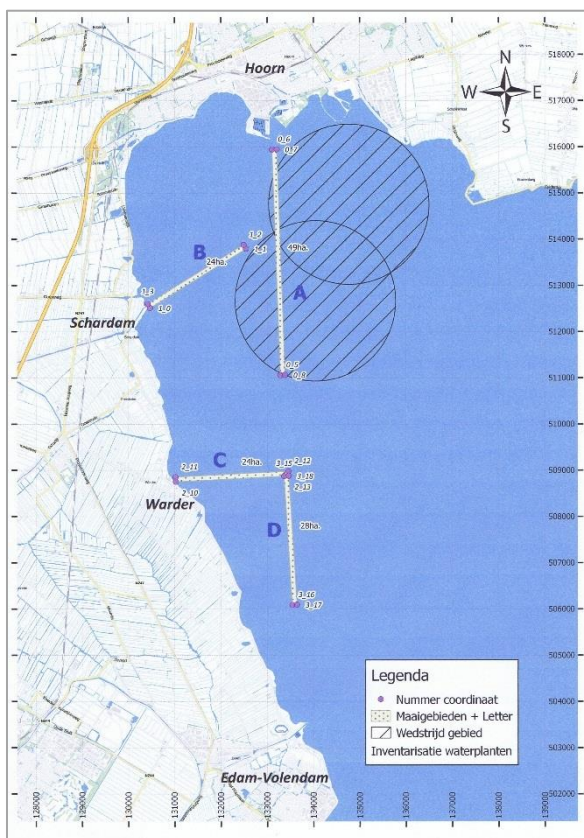 Hoorn
N
W E
S
0_6
0_7
1_2
1_1
B
24ha.
49ha.
A
1_3
1_0
Schardam
0_5
0_8
C
24ha.
2_11
2_10
3_15
2_12
3_18
2_13
Warder
D
28ha.
3_16
3_17
Legenda
Nummer coordinaat
Maaigebieden + Letter
Wedstrijd gebied
Inventarisatie waterplanten
Edam-Volendam
518000
517000
516000
515000
514000
513000
512000
511000
510000
509000
508000
507000
506000
505000
504000
503000
502000
128000
129000
130000
131000
132000
133000
134000
135000
136000
137000
138000
139000